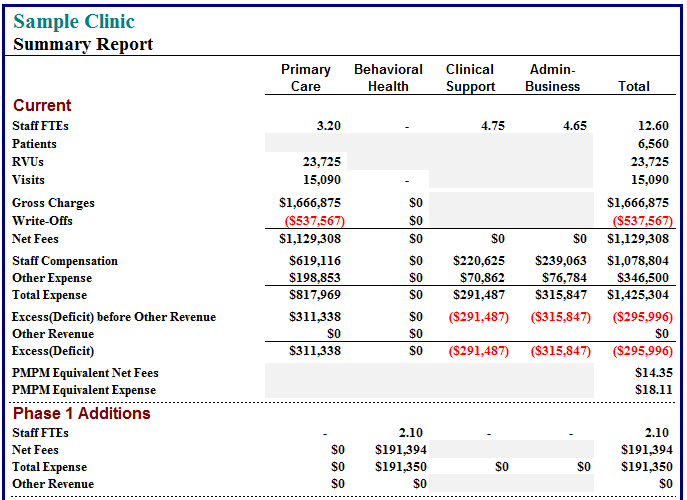 Sample Clinic
Summary Report
Primary Care Behavioral Health Clinical Support Admin-Business Total
Current
Staff FTEs 3.20 - 4.75 4.65 12.60
Patients 6,560
RVUs 23,725 23,725
Visits 15,090 - 15,090
Gross Charges $1,666,875 $0 $1,666,875
Write-Offs ($537,567) $0 ($537,567)
Net Fees $1,129,308 $0 $0 $0 $1,129,308
Staff Compensation $619,116 $0 $220,625 $239,063 $1,078,804
Other Expense $198,853 $0 $70,862 $76,784 $346,500
Total Expense $817,969 $0 $291,487 $315,847 $1,425,304
Excess(Deficit) before Other Revenue $311,338 $0 ($291,487) ($315,847) ($295,996)
Other Revenue $0 $0 $0
Excess(Deficit) $311,338 $0 ($291,487) ($315,847) ($295,996)
PMPM Equivalent Net Fees $14.35
PMPM Equivalent Expense $18.11
Phase 1 Additions
Staff FTEs - 2.10 - - 2.10
Net Fees $0 $191,394 $191,394
Total Expense $0 $191,350 $0 $0 $191,350
Other Revenue $0 $0 $0